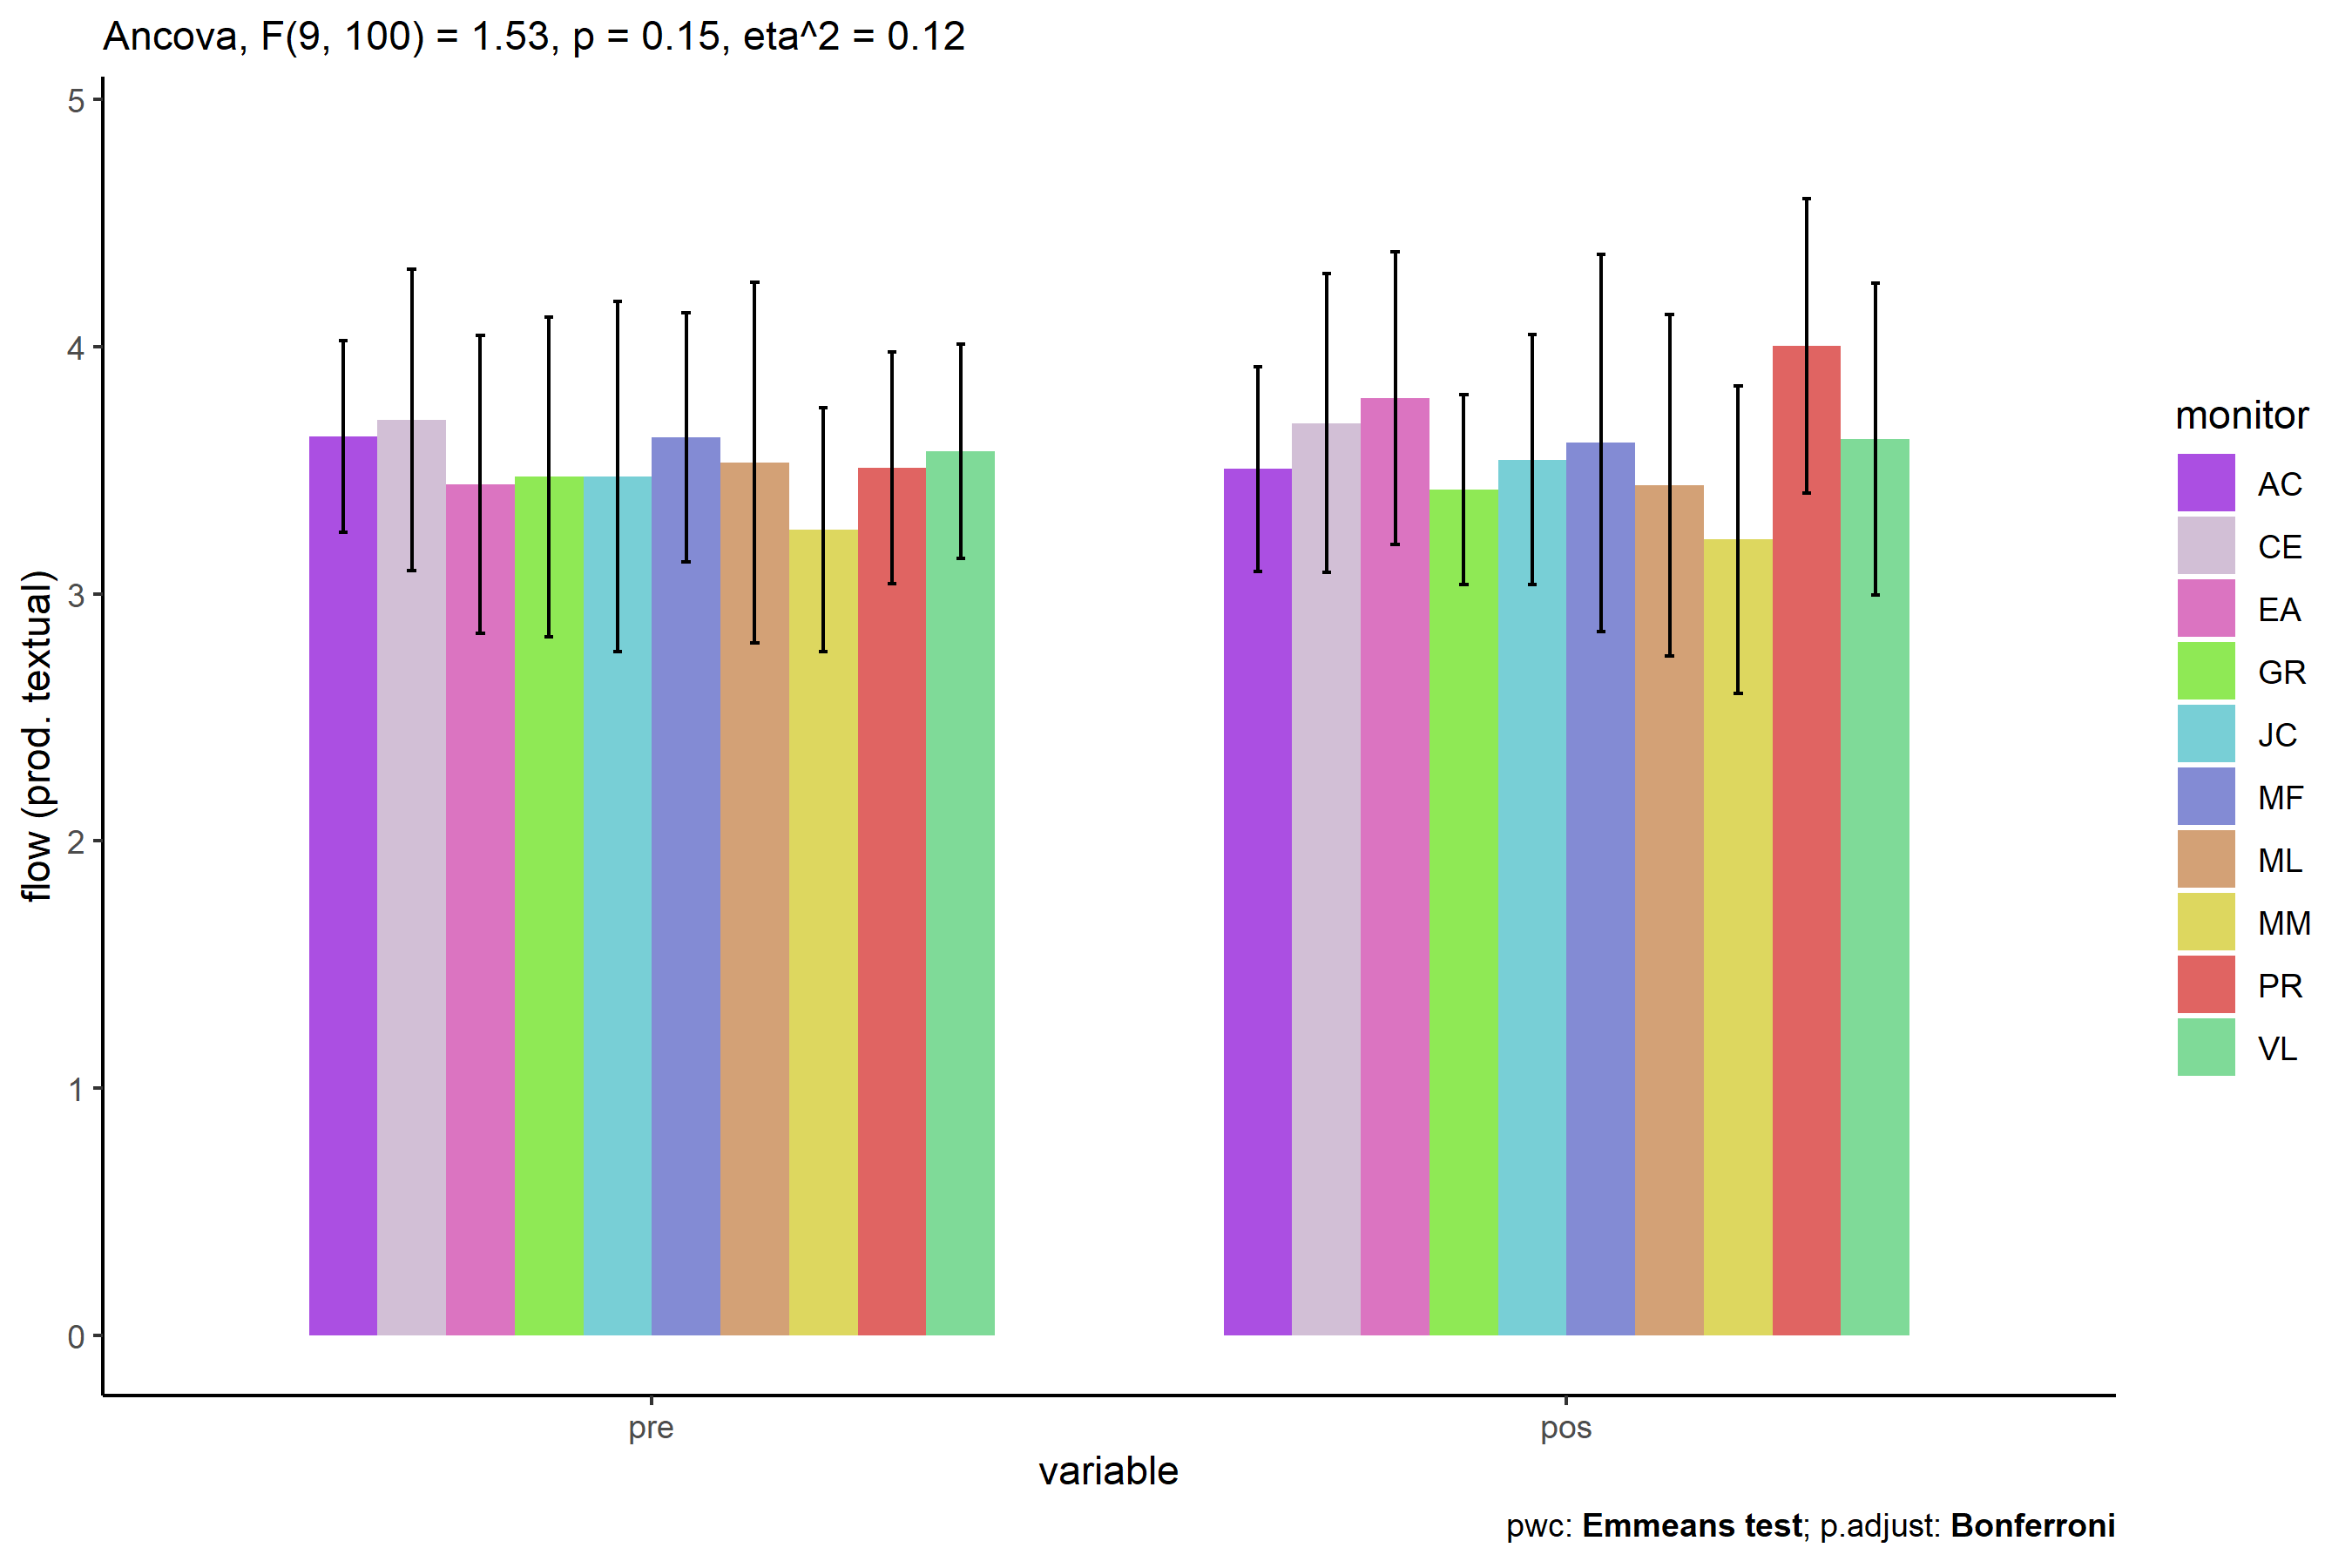 Ancova, F(9, 100) = 1.53, p = 0.15, eta^2 = 0.12
flow (prod. textual)
5
4
3
2
1
0
pre
pos
variable
monitor
AC
CE
EA
GR
JC
MF
ML
MM
PR
VL
pwc: Emmeans test; p.adjust: Bonferroni